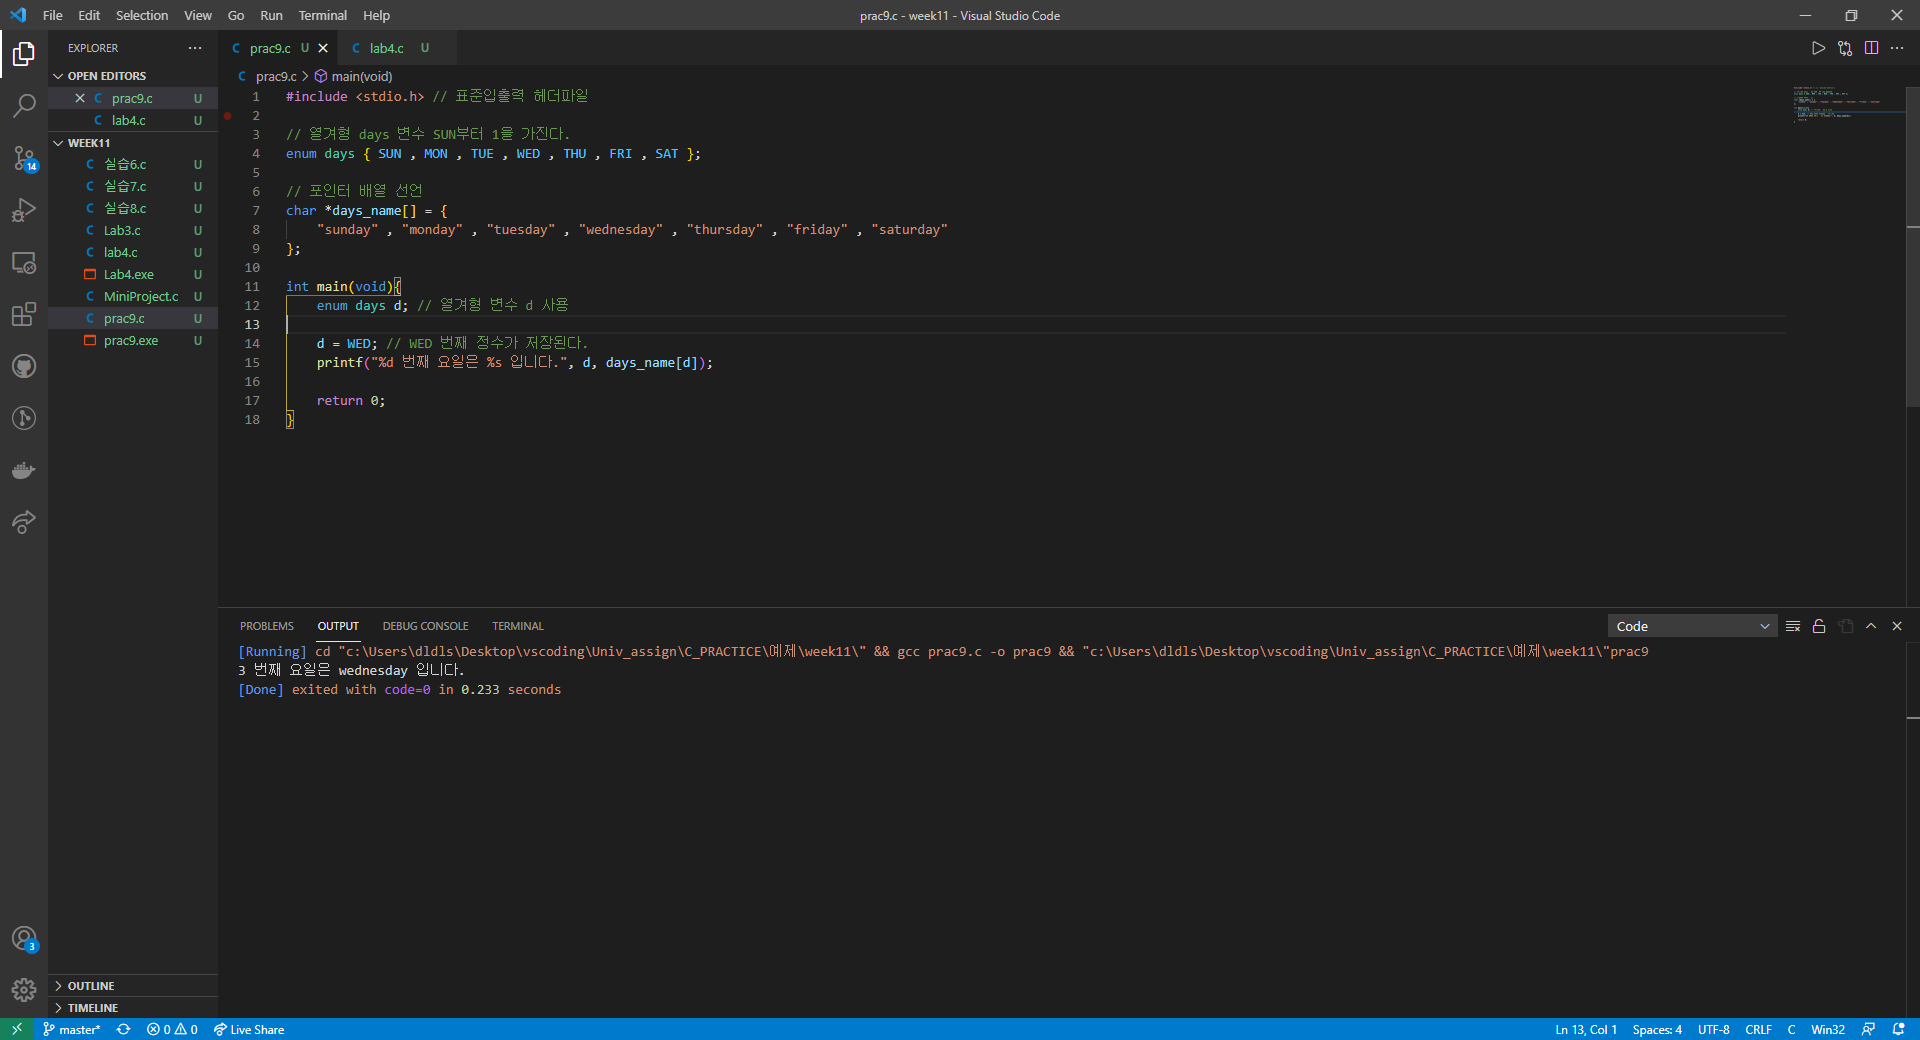 File Edit Selection View Go Run Terminal Help
prac9.c - week11 - Visual Studio Code
EXPLORER
OPEN EDITORS
prac9.c U
lab4.c U
WEEK11
실습6.c U
실습7.c U
실습8.c U
Lab3.c U
lab4.c U
Lab4.exe U
MiniProject.c U
prac9.c U
prac9.exe U
OUTLINE
TIMELINE
14
3
prac9.c U lab4.c U
prac9.c > main(void)
1 #include <stdio.h> // 표준입출력 헤더파일
2
3 // 열겨형 days 변수 SUN부터 1을 가진다.
4 enum days { SUN , MON , TUE , WED , THU , FRI , SAT };
5
6 // 포인터 배열 선언
7 char *days_name[] = {
8 "sunday" , "monday" , "tuesday" , "wednesday" , "thursday" , "friday" , "saturday"
9 };
10
11 int main(void){
12 enum days d; // 열겨형 변수 d 사용
13
14 d = WED; // WED 번째 정수가 저장된다.
15 printf("%d 번째 요일은 %s 입니다.", d, days_name[d]);
16
17 return 0;
18 }
PROBLEMS OUTPUT DEBUG CONSOLE TERMINAL
Code
[Running] cd "c:\Users\dldls\Desktop\vscoding\Univ_assign\C_PRACTICE\예제\week11\" && gcc prac9.c -o prac9 && "c:\Users\dldls\Desktop\vscoding\Univ_assign\C_PRACTICE\예제\week11\"prac9
3 번째 요일은 wednesday 입니다.
[Done] exited with code=0 in 0.233 seconds
master* 0 0 Live Share
Ln 13, Col 1 Spaces: 4 UTF-8 CRLF C Win32